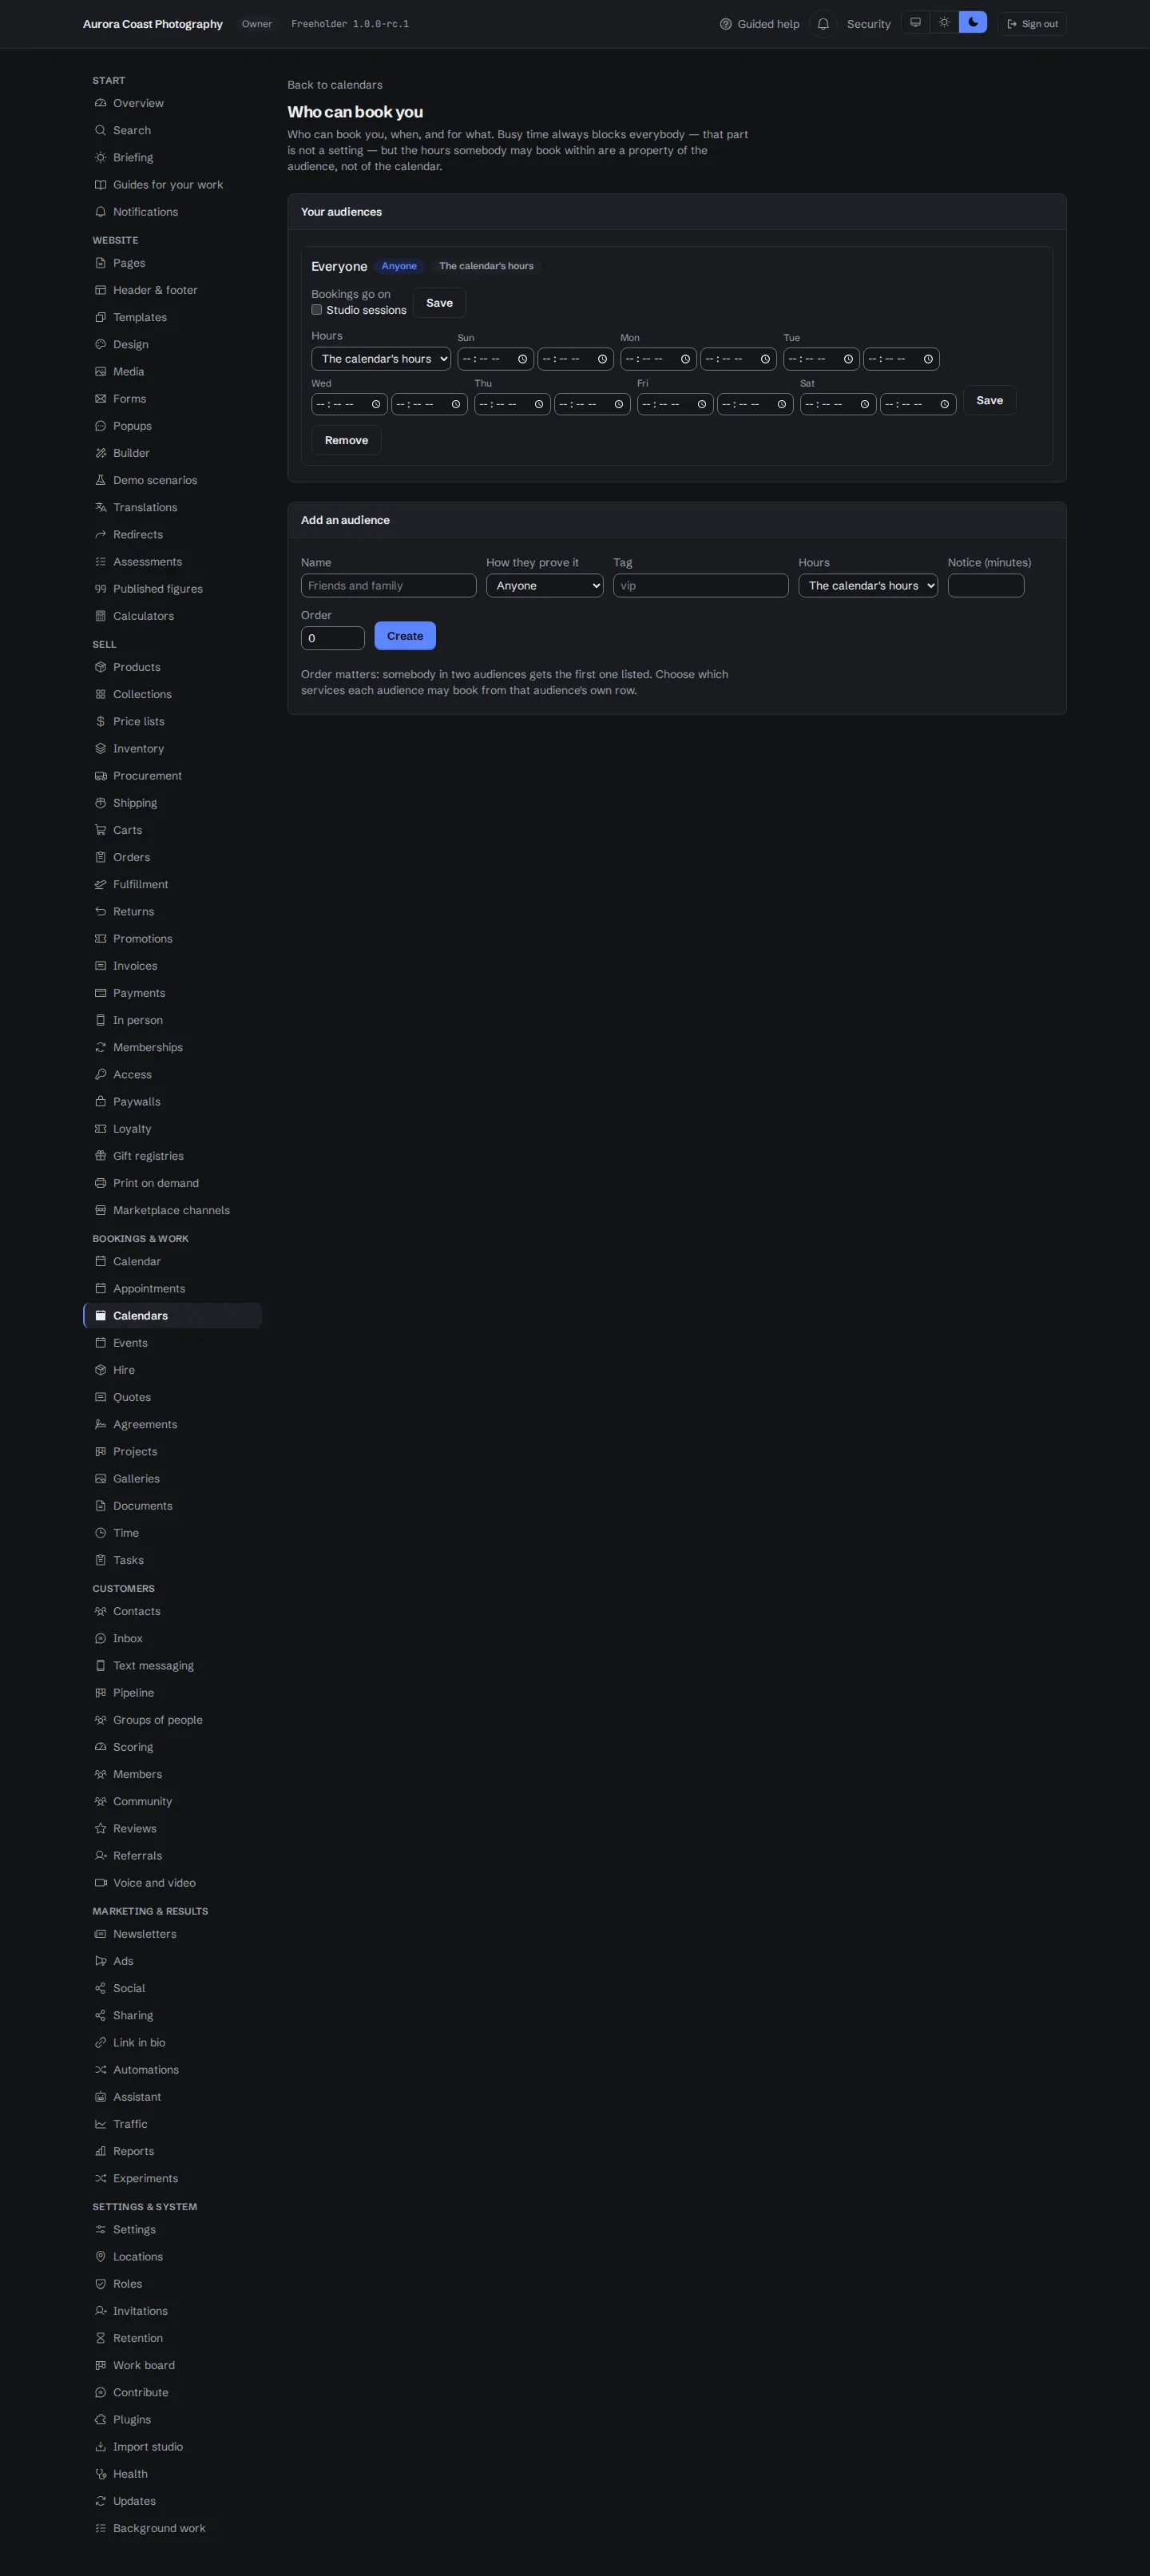 Aurora Coast Photography Owner Freeholder 1.0.0-rc.1 Guided help Security Sign out
START
Overview
Search
Briefing
Guides for your work
Notifications
WEBSITE
Pages
Header & footer
Templates
Design
Media
Forms
Popups
Builder
Demo scenarios
Translations
Redirects
Assessments
Published figures
Calculators
SELL
Products
Collections
Price lists
Inventory
Procurement
Shipping
Carts
Orders
Fulfillment
Returns
Promotions
Invoices
Payments
In person
Memberships
Access
Paywalls
Loyalty
Gift registries
Print on demand
Marketplace channels
BOOKINGS & WORK
Calendar
Appointments
Calendars
Events
Hire
Quotes
Agreements
Projects
Galleries
Documents
Time
Tasks
CUSTOMERS
Contacts
Inbox
Text messaging
Pipeline
Groups of people
Scoring
Members
Community
Reviews
Referrals
Voice and video
MARKETING & RESULTS
Newsletters
Ads
Social
Sharing
Link in bio
Automations
Assistant
Traffic
Reports
Experiments
SETTINGS & SYSTEM
Settings
Locations
Roles
Invitations
Retention
Work board
Contribute
Plugins
Import studio
Health
Updates
Background work
Back to calendars
Who can book you
Who can book you, when, and for what. Busy time always blocks everybody — that part
is not a setting — but the hours somebody may book within are a property of the
audience, not of the calendar.
Your audiences
Everyone Anyone The calendar's hours
Bookings go on
Studio sessions Save
Hours Sun Mon Tue
The calendar's hours --:-- -- --:-- -- --:-- -- --:-- -- --:-- -- --:-- --
Wed Thu Fri Sat
--:-- -- --:-- -- --:-- -- --:-- -- --:-- -- --:-- -- --:-- -- --:-- -- Save
Remove
Add an audience
Name How they prove it Tag Hours Notice (minutes)
Friends and family Anyone vip The calendar's hours
Order
0 Create
Order matters: somebody in two audiences gets the first one listed. Choose which
services each audience may book from that audience's own row.